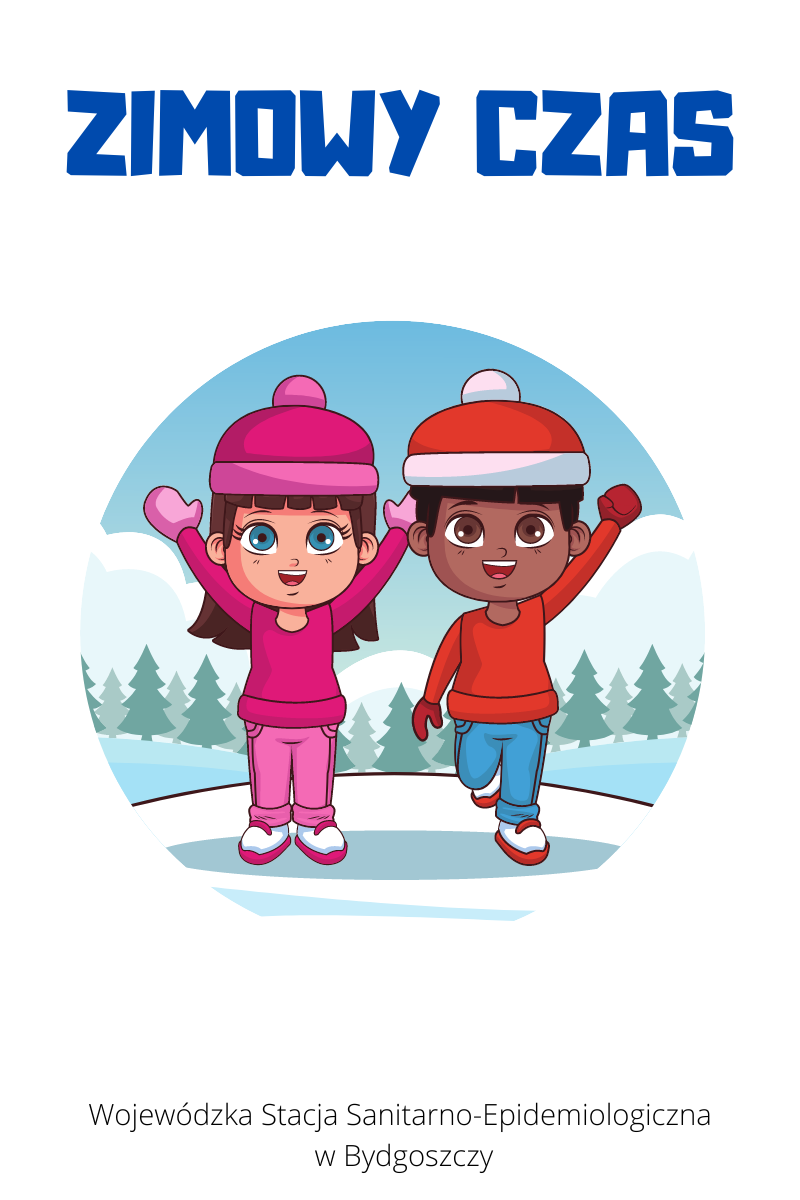 ZIMOWY CZAS
Wojewódzka Stacja Sanitarno-Epidemiologiczna
w Bydgoszczy